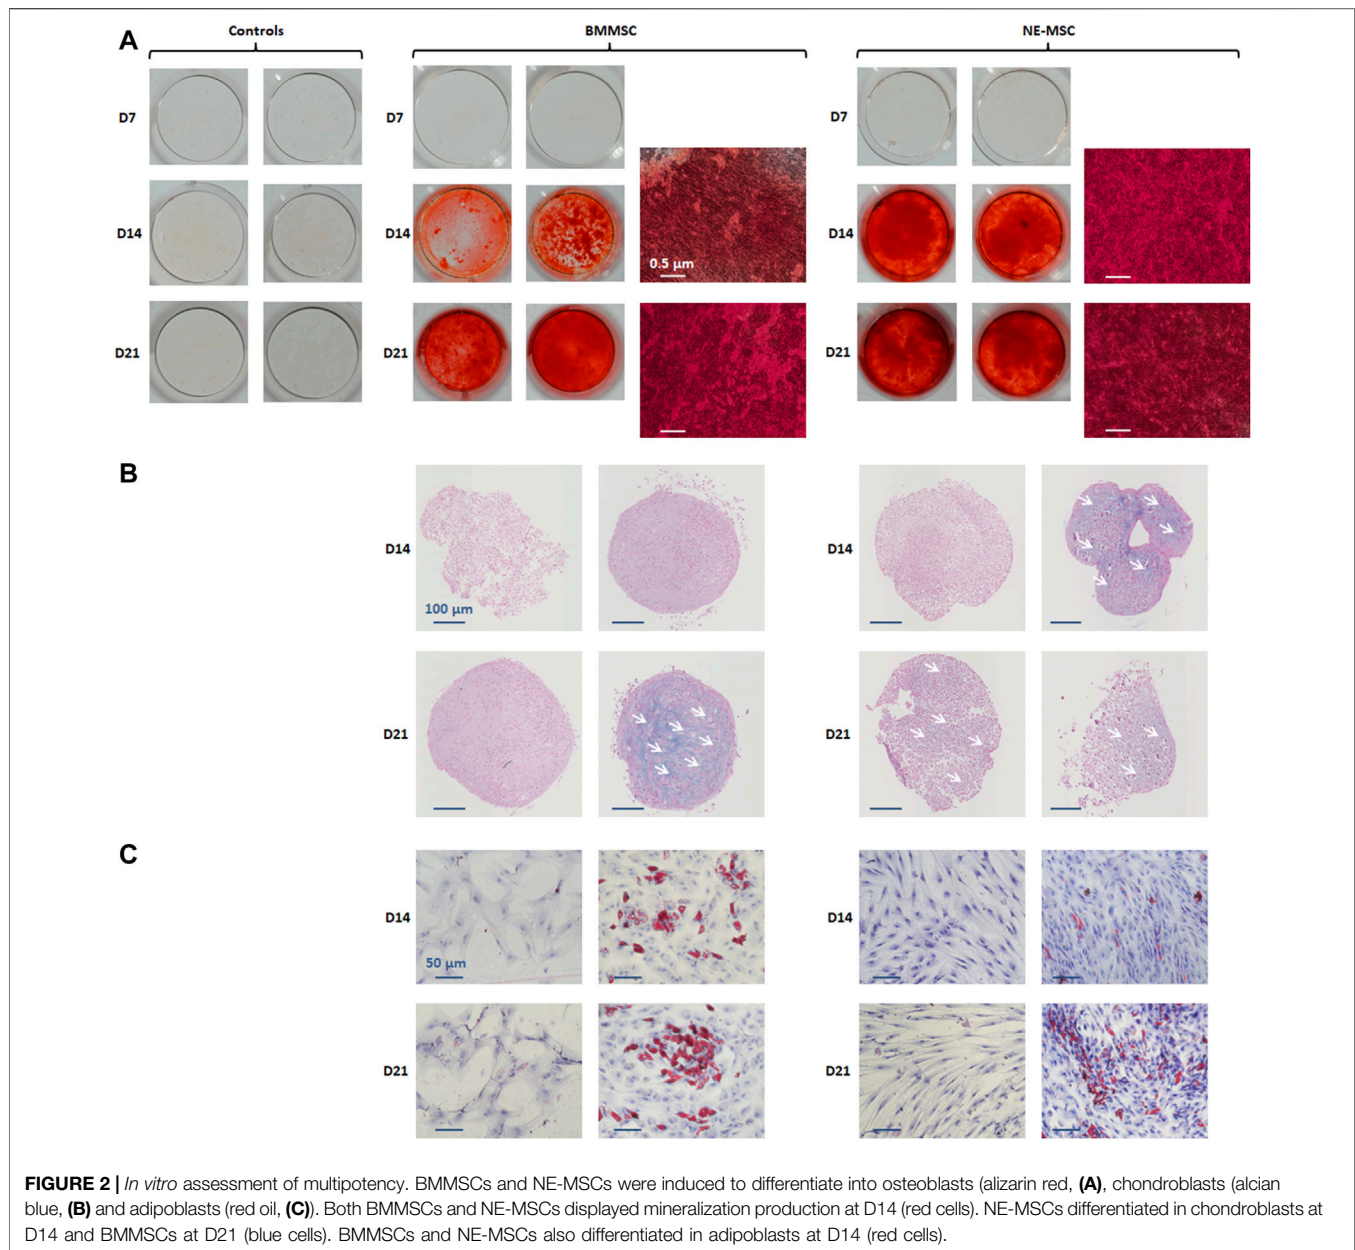 A
Controls
BMMSC
NE-MSC
D7
D7
D7
D14
D14
0.5 µm
D14
D21
D21
D21
B
D14
100 µm
D14
D21
D21
C
D14
50 µm
D14
D21
D21
FIGURE 2 | In vitro assessment of multipotency. BMMSCs and NE-MSCs were induced to differentiate into osteoblasts (alizarin red, (A), chondroblasts (alcian
blue, (B) and adipoblasts (red oil, (C)). Both BMMSCs and NE-MSCs displayed mineralization production at D14 (red cells). NE-MSCs differentiated in chondroblasts at
D14 and BMMSCs at D21 (blue cells). BMMSCs and NE-MSCs also differentiated in adipoblasts at D14 (red cells).